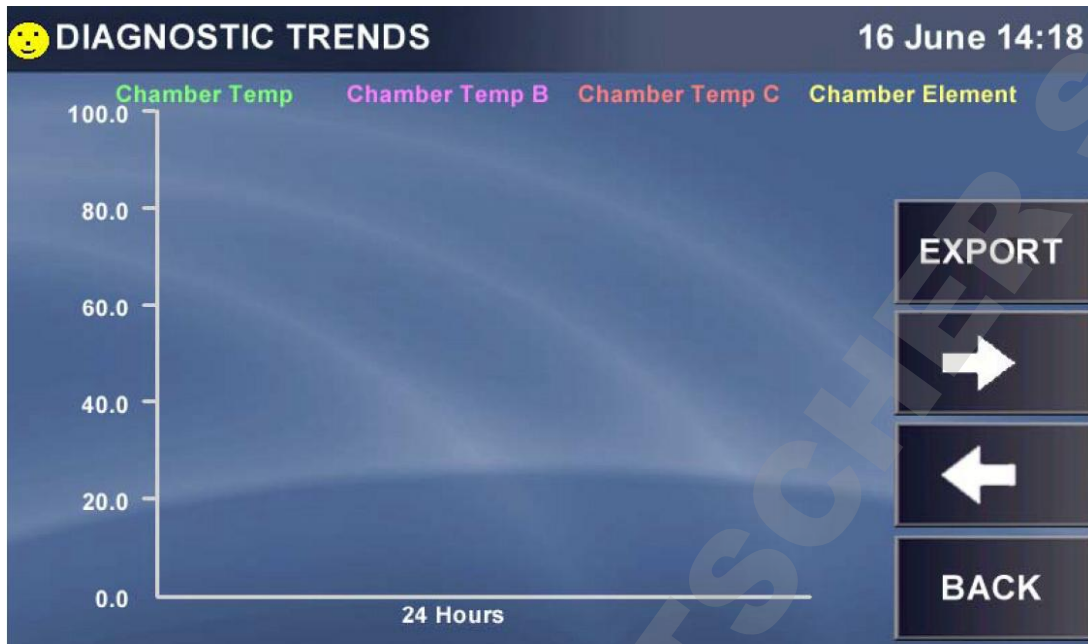 DIAGNOSTIC TRENDS 16 June 14:18
Chamber Temp Chamber Temp B Chamber Temp C Chamber Element
100.0
80.0
60.0
40.0
20.0
0.0
24 Hours
EXPORT
BACK
TSCHER S